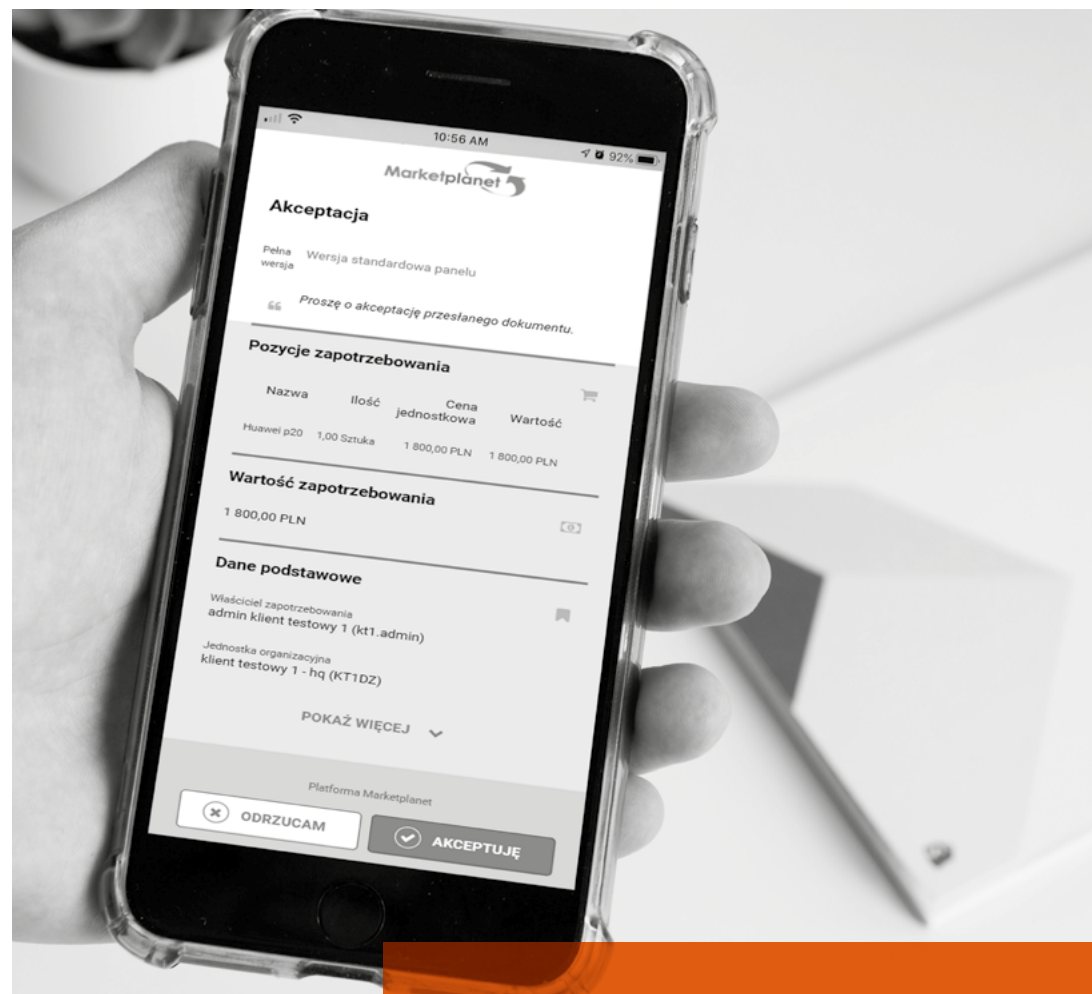 10:56 AM
92%
Marketplanet
Akceptacja
Pełna wersja
Wersja standardowa panelu
Proszę o akceptację przesłanego dokumentu.
Pozycje zapotrzebowania
Nazwa Ilość Cena jednostkowa Wartość
Huawei p20 1,00 Sztuka 1 800,00 PLN 1 800,00 PLN
Wartość zapotrzebowania
1 800,00 PLN
Dane podstawowe
Właściciel zapotrzebowania
admin klient testowy 1 (kt1.admin)
Jednostka organizacyjna
klient testowy 1 - hq (KT1DZ)
POKAŻ WIĘCEJ
Platforma Marketplanet
ODRZUCAM
AKCEPTUJĘ